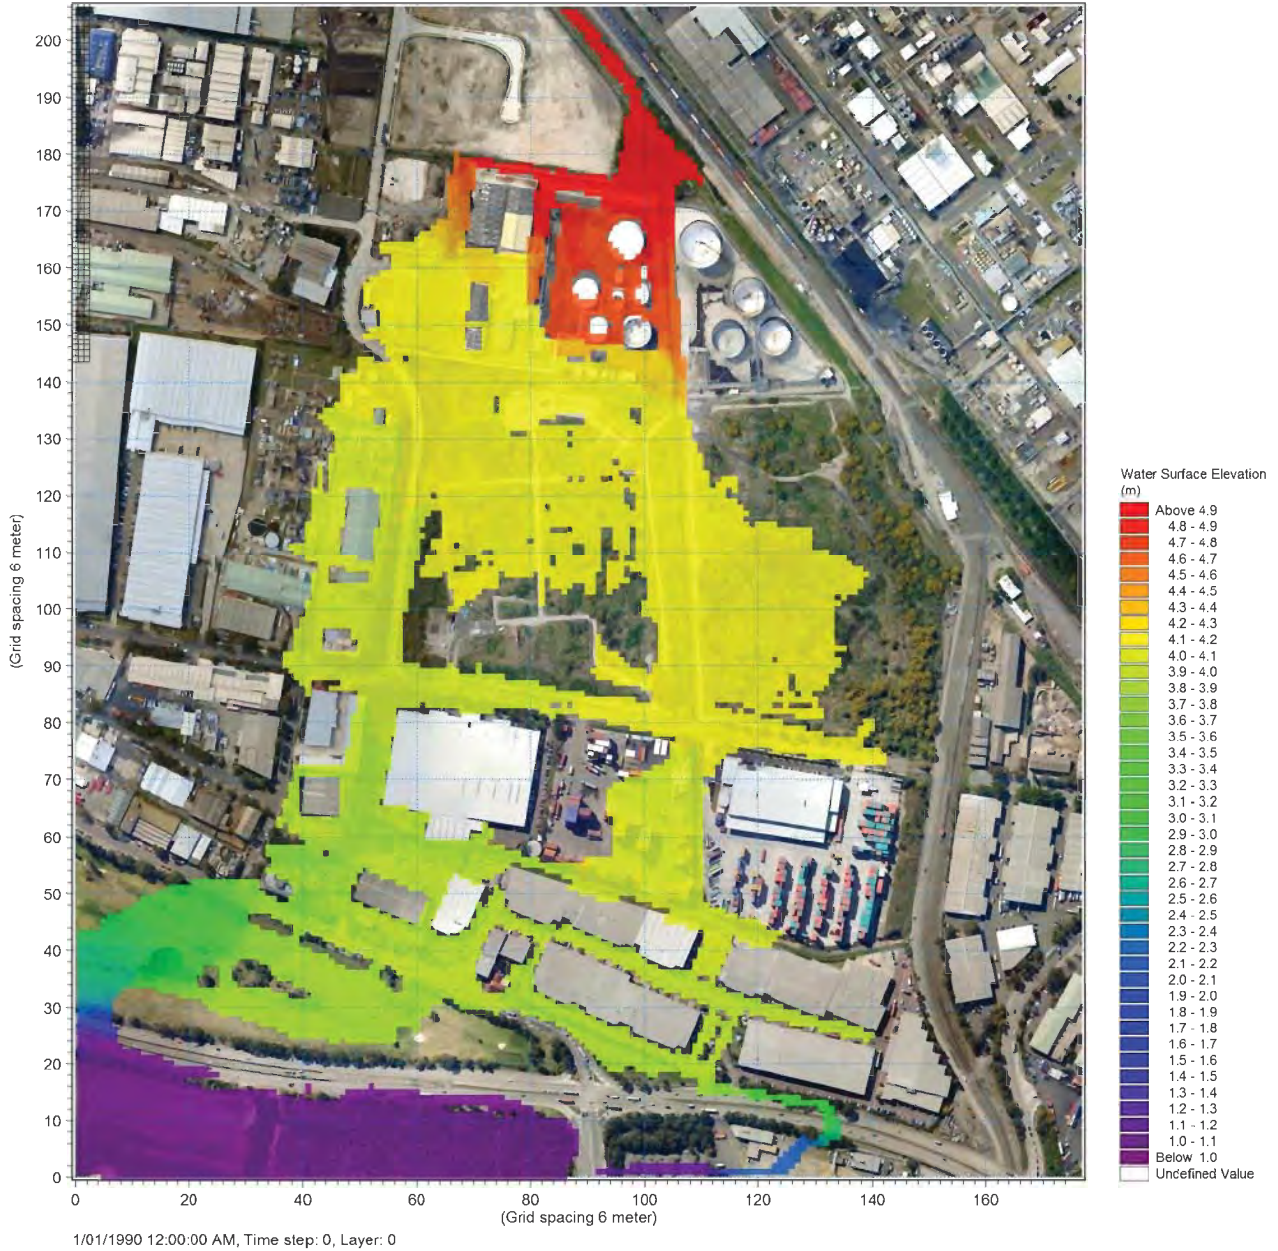 200
190
180
170
160
150
140
130
120
110
100
90
80
70
60
50
40
30
20
10
0
(Grid spacing 6 meter)
0 20 40 60 80 100 120 140 160
(Grid spacing 6 meter)
1/01/1990 12:00:00 AM, Time step: 0, Layer: 0
Water Surface Elevation
(m)
Above 4.9
4.8 - 4.9
4.7 - 4.8
4.6 - 4.7
4.5 - 4.6
4.4 - 4.5
4.3 - 4.4
4.2 - 4.3
4.1 - 4.2
4.0 - 4.1
3.9 - 4.0
3.8 - 3.9
3.7 - 3.8
3.6 - 3.7
3.5 - 3.6
3.4 - 3.5
3.3 - 3.4
3.2 - 3.3
3.1 - 3.2
3.0 - 3.1
2.9 - 3.0
2.8 - 2.9
2.7 - 2.8
2.6 - 2.7
2.5 - 2.6
2.4 - 2.5
2.3 - 2.4
2.2 - 2.3
2.1 - 2.2
2.0 - 2.1
1.9 - 2.0
1.8 - 1.9
1.7 - 1.8
1.6 - 1.7
1.5 - 1.6
1.4 - 1.5
1.3 - 1.4
1.2 - 1.3
1.1 - 1.2
1.0 - 1.1
Below 1.0
Undefined Value